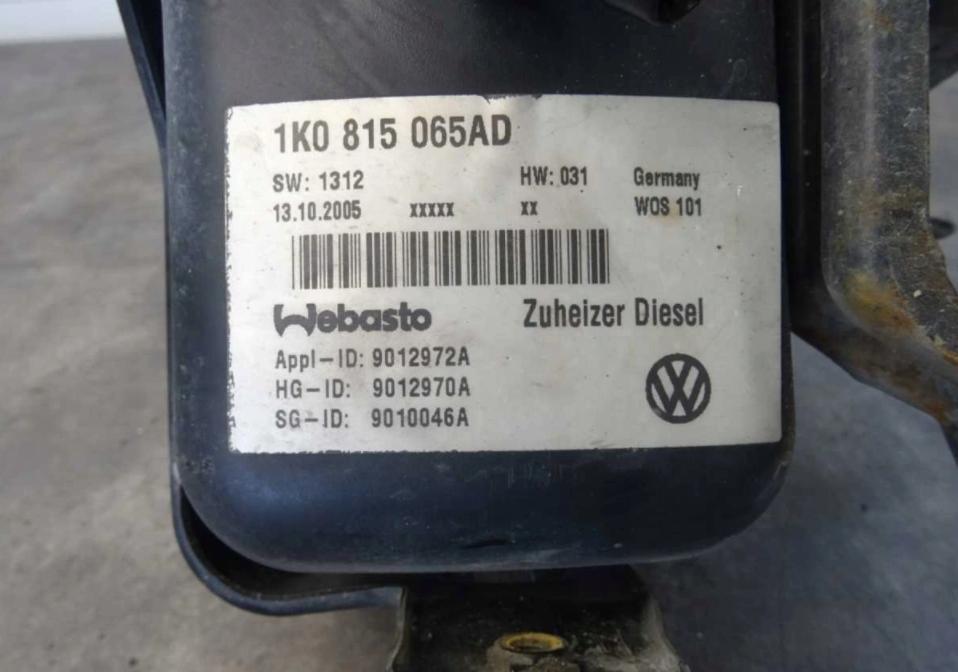 1K0 815 065AD
SW: 1312 HW: 031 Germany
13.10.2005 xxxxx xx WOS 101
Webasto Zuheizer Diesel
Appl-ID: 9012972A
HG-ID: 9012970A
SG-ID: 9010046A
VW